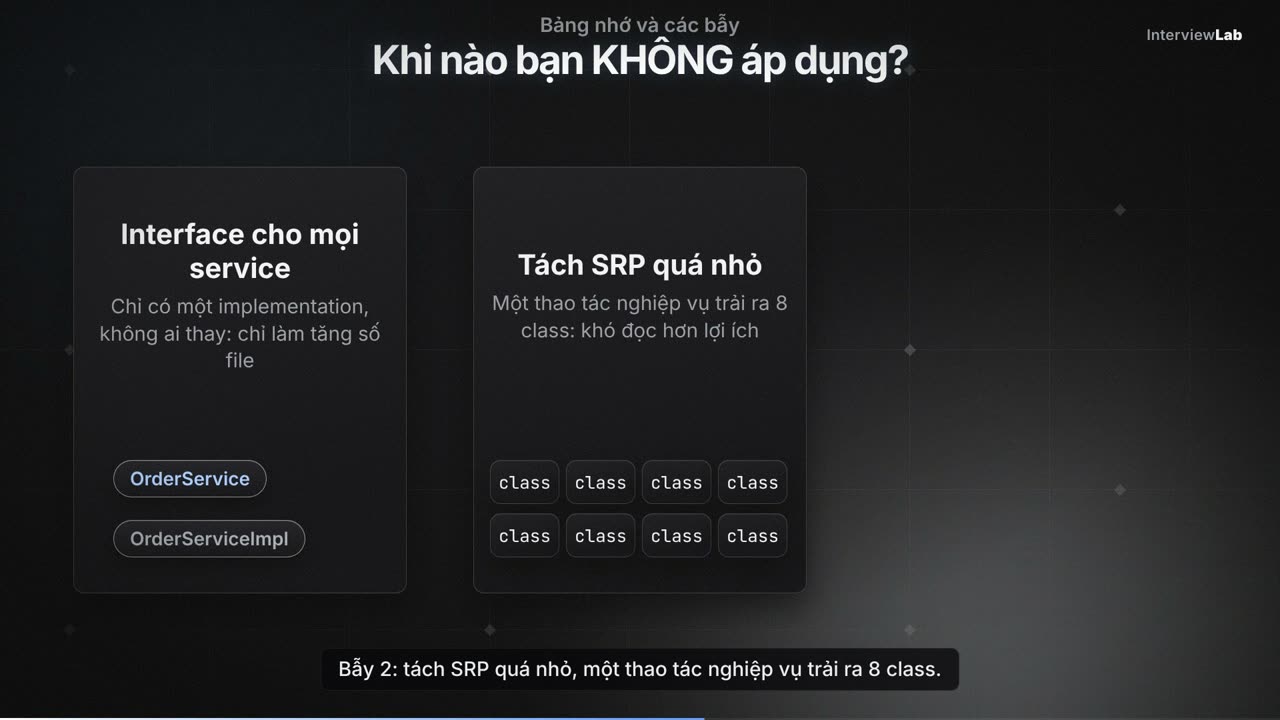 Bảng nhớ và các bẫy
Khi nào bạn KHÔNG áp dụng?
InterviewLab
Interface cho mọi
service
Chỉ có một implementation,
không ai thay: chỉ làm tăng số
file
OrderService
OrderServiceImpl
Tách SRP quá nhỏ
Một thao tác nghiệp vụ trải ra 8
class: khó đọc hơn lợi ích
class class class class
class class class class
Bẫy 2: tách SRP quá nhỏ, một thao tác nghiệp vụ trải ra 8 class.